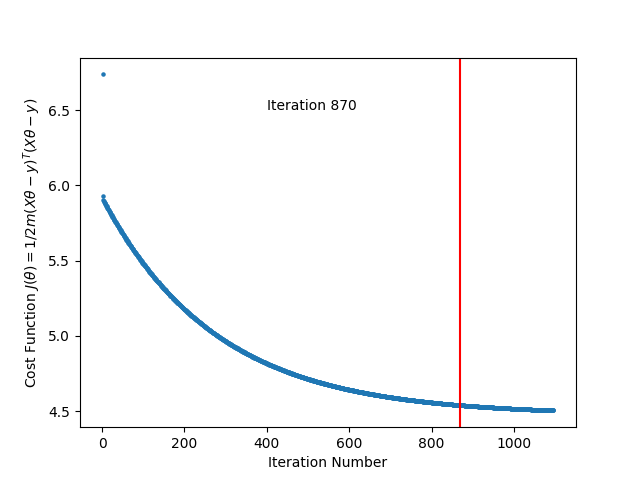 Iteration 870
Cost Function J(θ) = 1/2m(Xθ − y)ᵀ(Xθ − y)
6.5
6.0
5.5
5.0
4.5
0 200 400 600 800 1000
Iteration Number